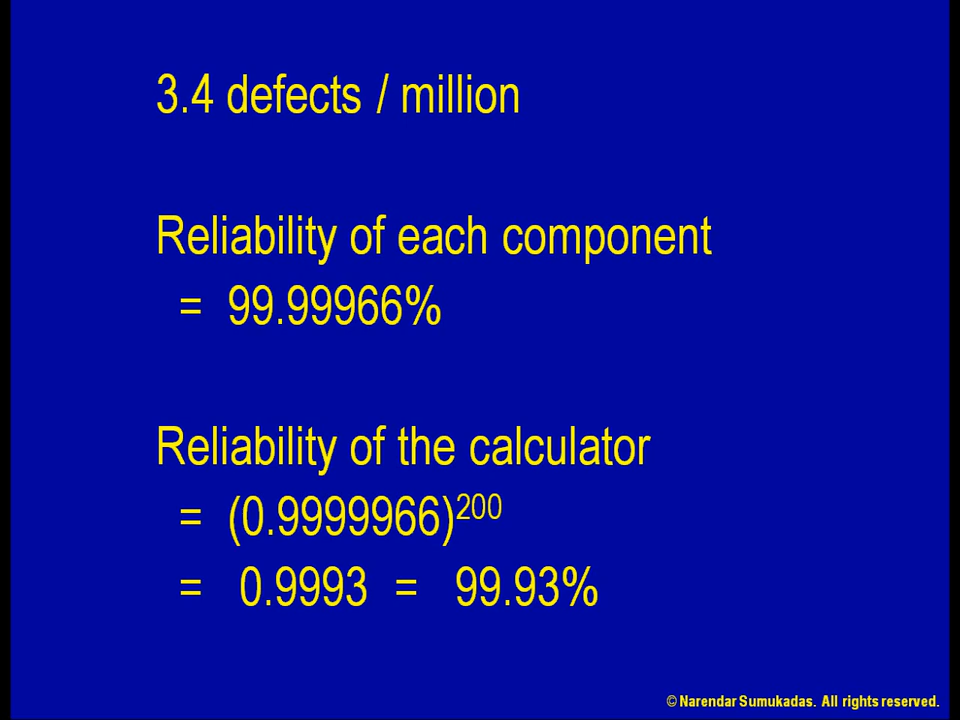 3.4 defects / million
Reliability of each component
= 99.99966%
Reliability of the calculator
= (0.9999966)²⁰⁰
= 0.9993 = 99.93%
© Narendar Sumukadas. All rights reserved.